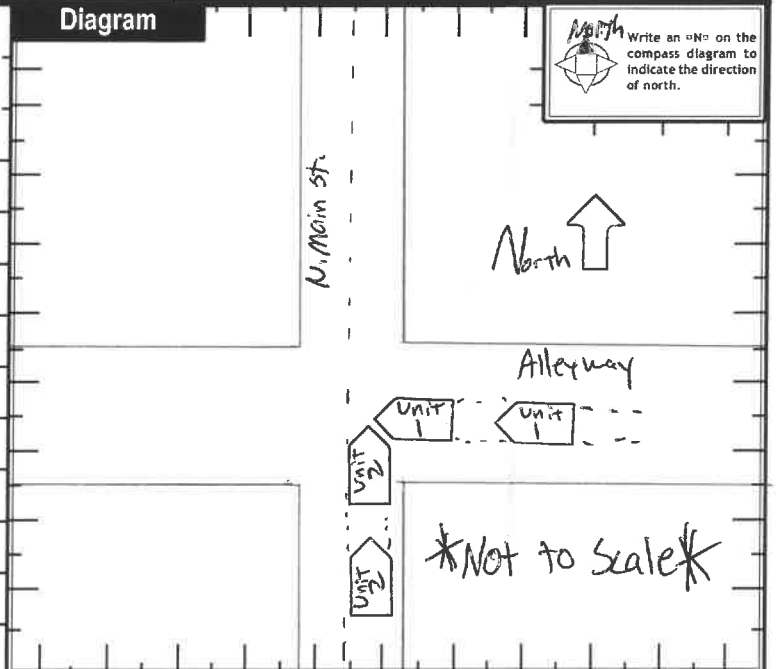 Diagram
North
Write an "N" on the
compass diagram to
indicate the direction
of north.
N. Main St.
North
Alleyway
Unit
1
Unit
1
Unit
2
Unit
2
*Not to Scale*